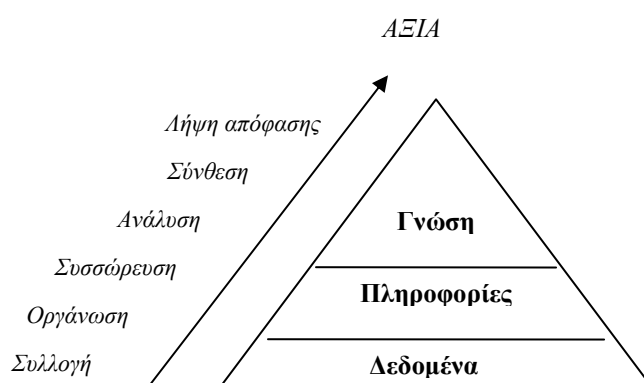 ΑΞΙΑ
Λήψη απόφασης
Σύνθεση
Ανάλυση
Γνώση
Συσσώρευση
Πληροφορίες
Οργάνωση
Συλλογή
Δεδομένα